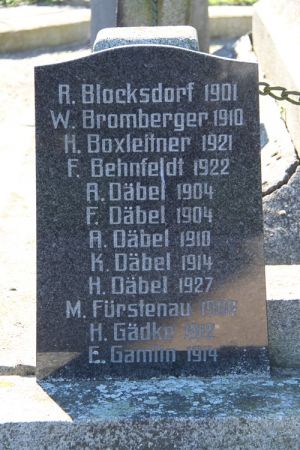 R. Blocksdorf 1901
W. Bromberger 1910
H. Boxleitner 1921
F. Behnfeldt 1922
A. Däbel 1904
F. Däbel 1904
A. Däbel 1910
K. Däbel 1914
H. Däbel 1927
M. Fürstenau
H. Gädke 1912
E. Gamm 1914